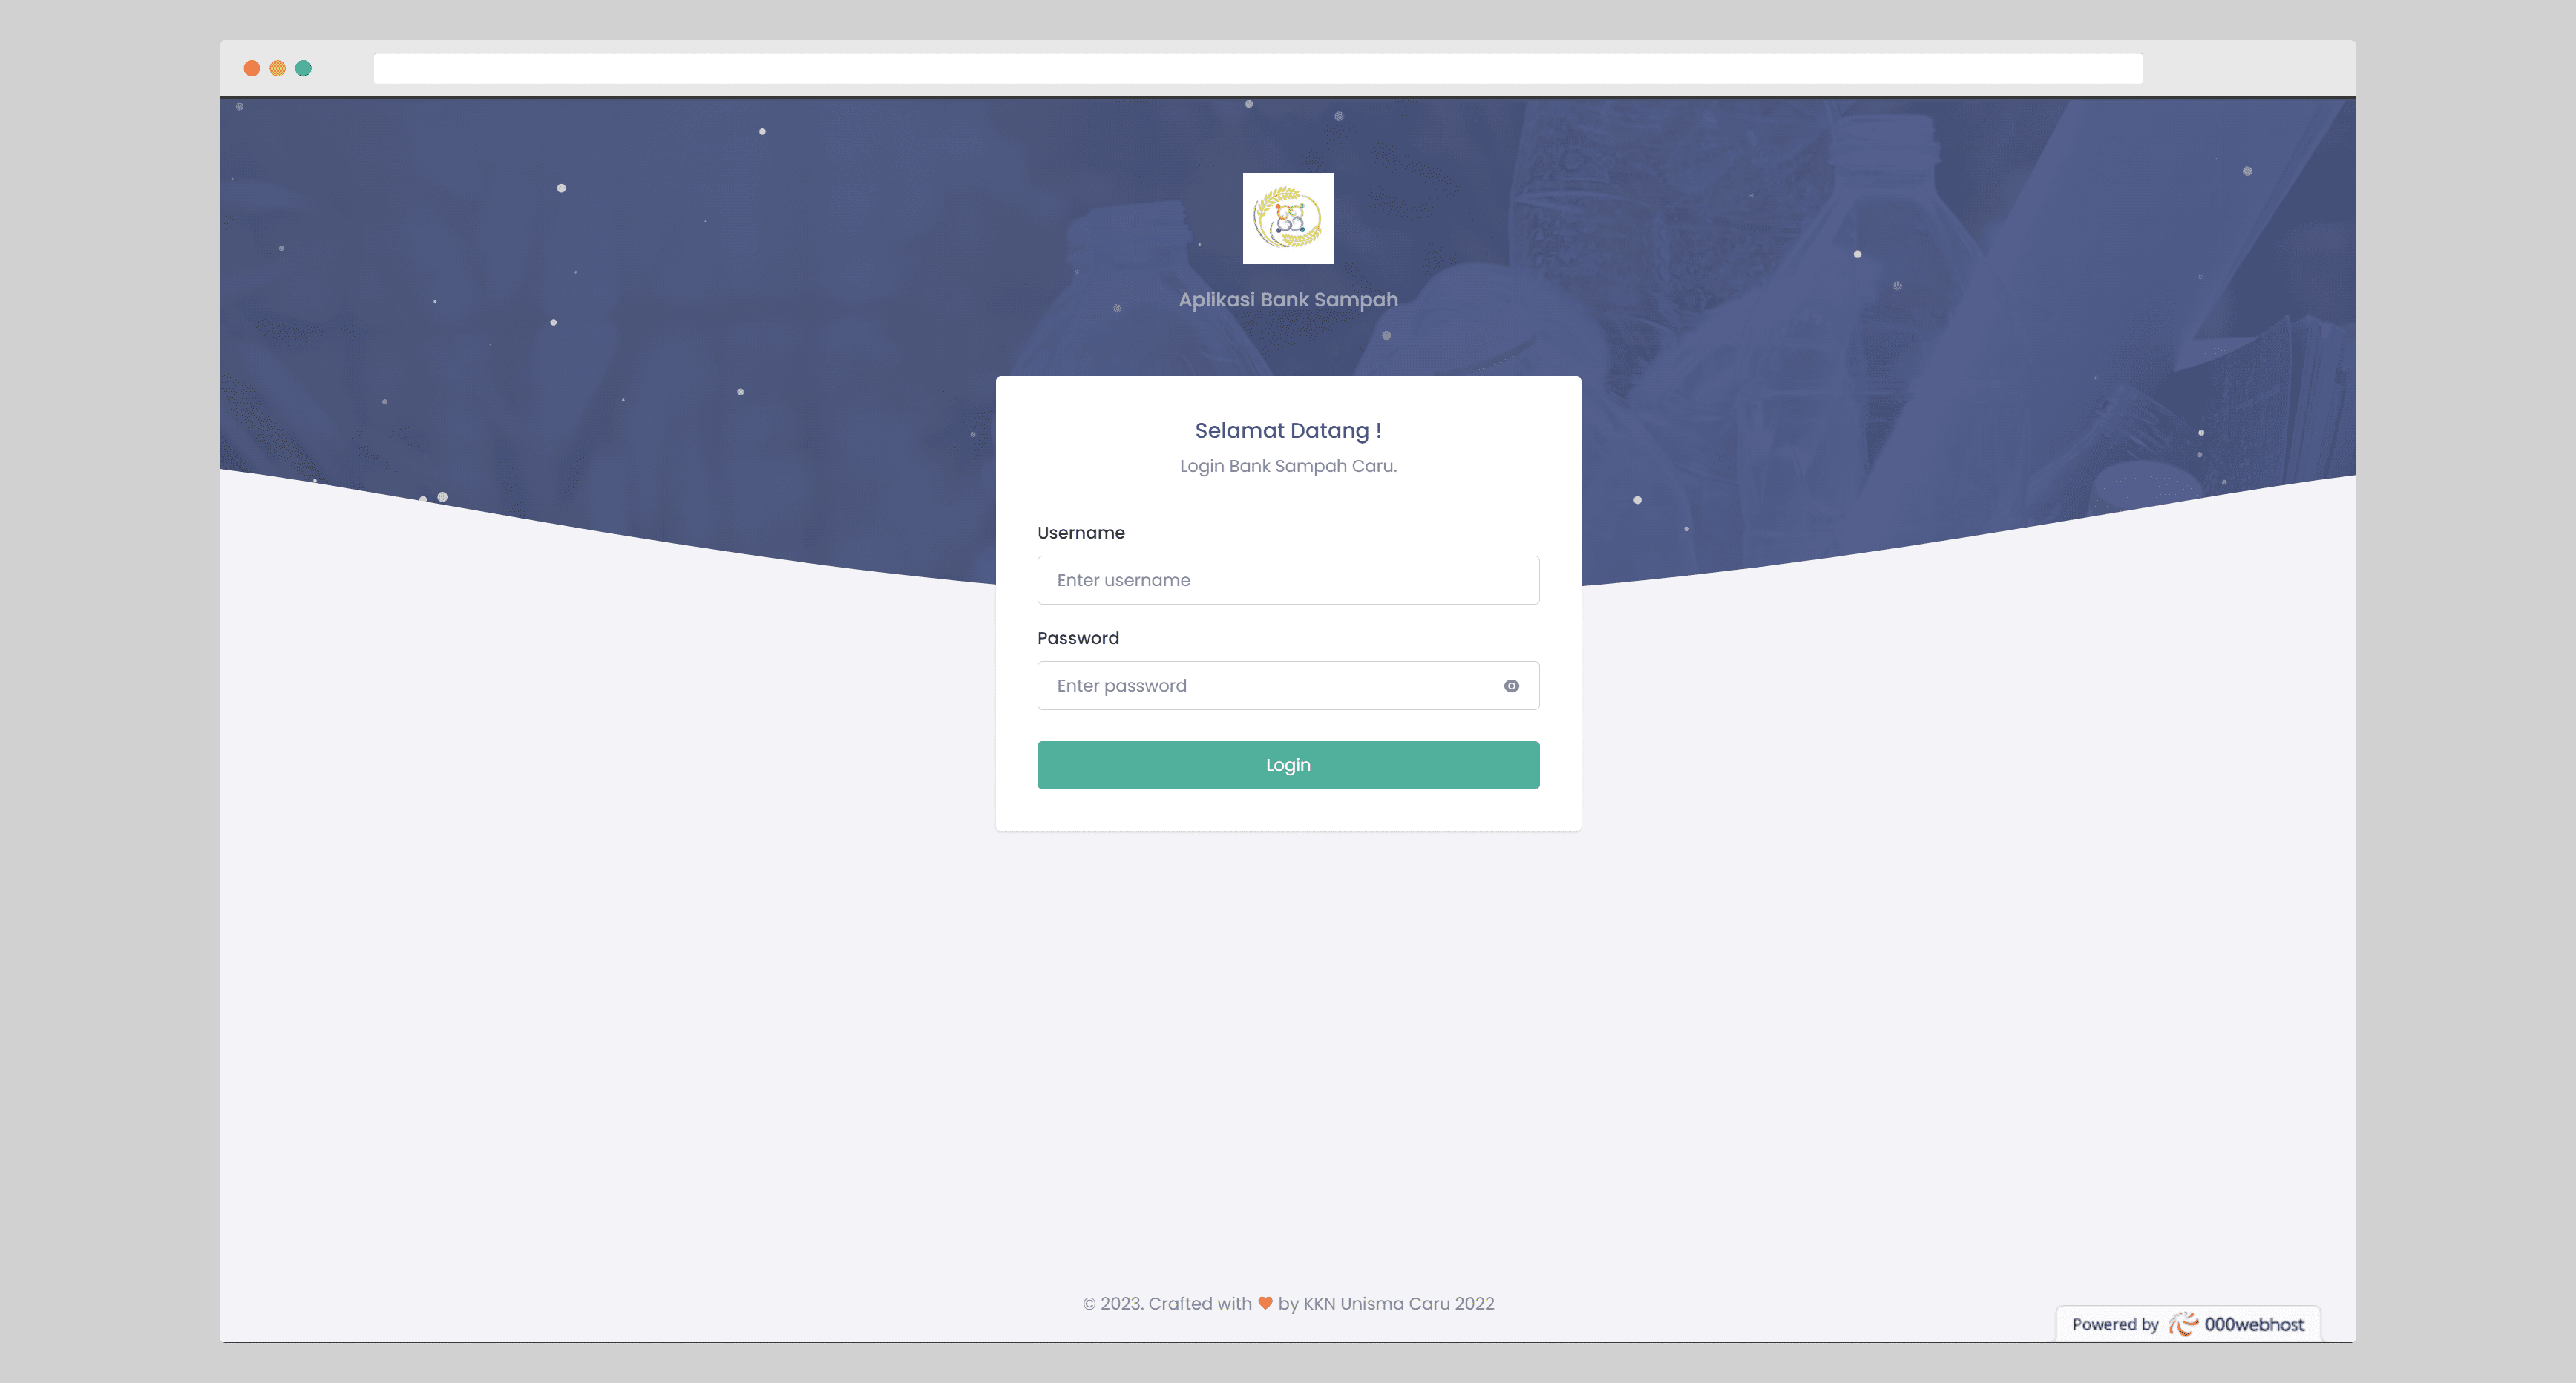 Aplikasi Bank Sampah
Selamat Datang !
Login Bank Sampah Caru.
Username
Enter username
Password
Enter password
Login
© 2023. Crafted with ❤ by KKN Unisma Caru 2022
Powered by 000webhost